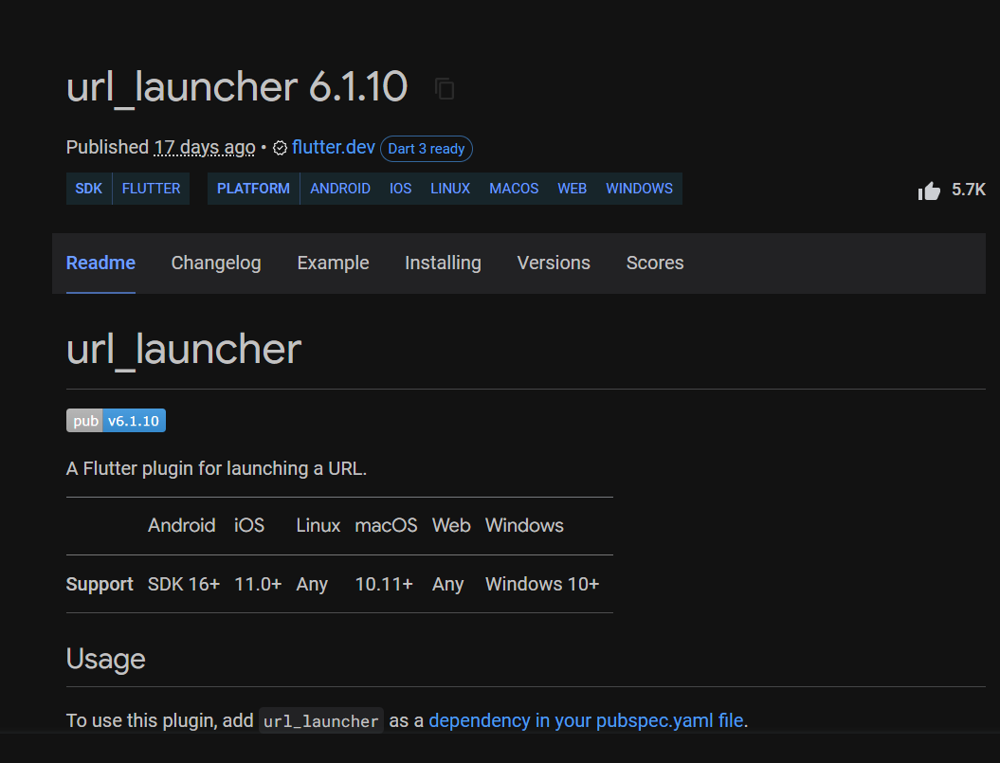 url_launcher 6.1.10
Published 17 days ago • flutter.dev Dart 3 ready
SDK FLUTTER PLATFORM ANDROID IOS LINUX MACOS WEB WINDOWS 5.7K
Readme Changelog Example Installing Versions Scores
url_launcher
pub v6.1.10
A Flutter plugin for launching a URL.
Android iOS Linux macOS Web Windows
Support SDK 16+ 11.0+ Any 10.11+ Any Windows 10+
Usage
To use this plugin, add url_launcher as a dependency in your pubspec.yaml file.